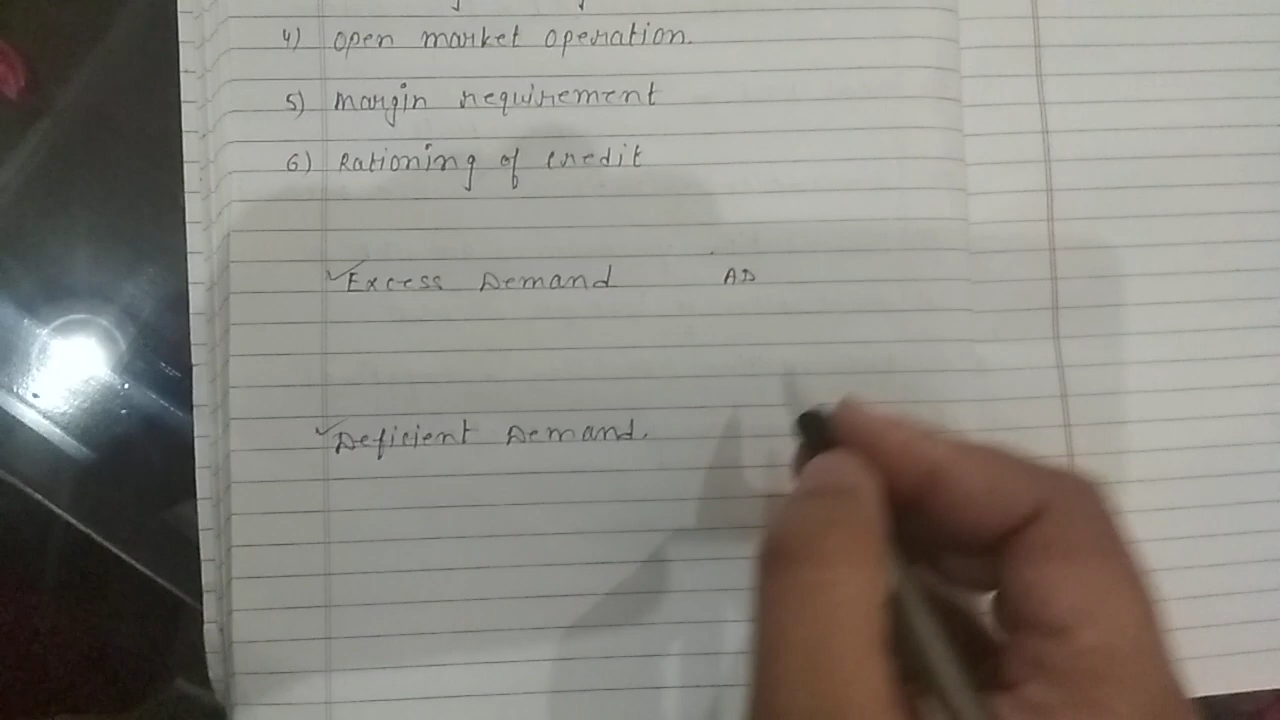 4) open market operation.
5) margin requirement
6) Rationing of credit
✓Excess Demand AD
✓Deficient Demand.